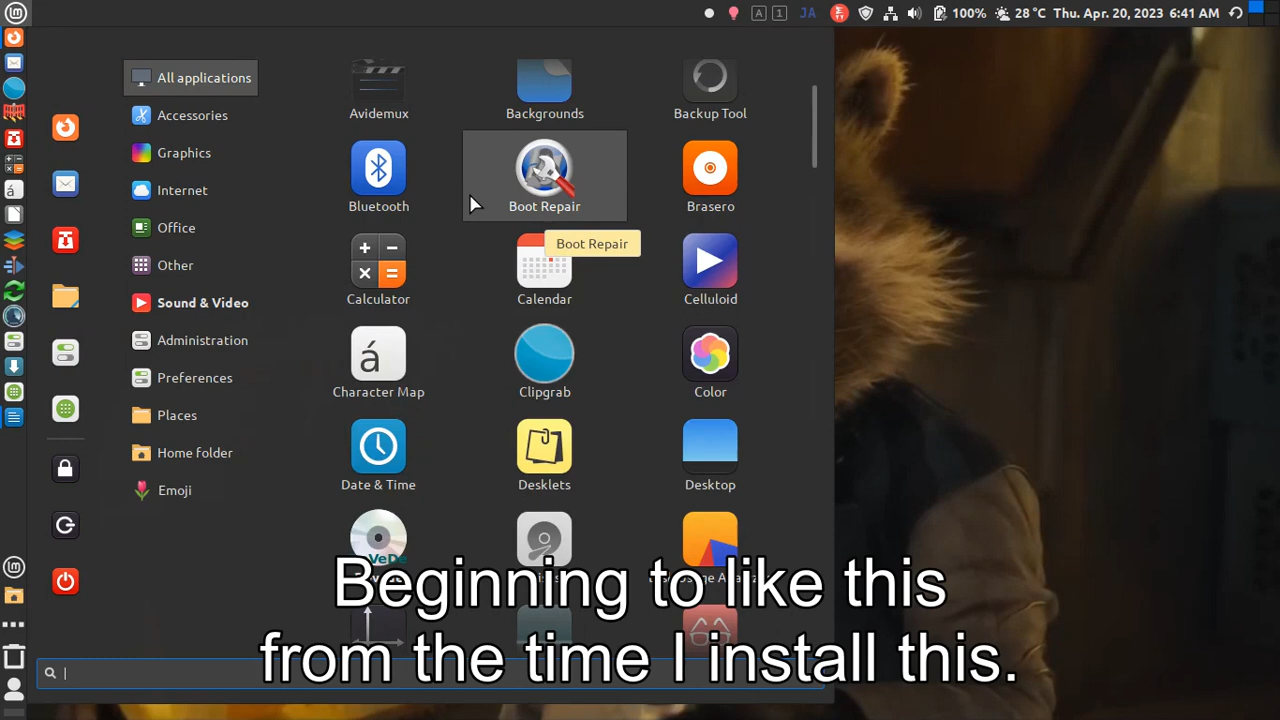 A 1 JA 100% 28 °C Thu. Apr. 20, 2023 6:41 AM
All applications
Accessories
Graphics
Internet
Office
Other
Sound & Video
Administration
Preferences
Places
Home folder
Emoji
Avidemux Backgrounds Backup Tool
Bluetooth Boot Repair Brasero
Boot Repair
Calculator Calendar Celluloid
á
Character Map Clipgrab Color
Date & Time Desklets Desktop
Beginning to like this
from the time I install this.